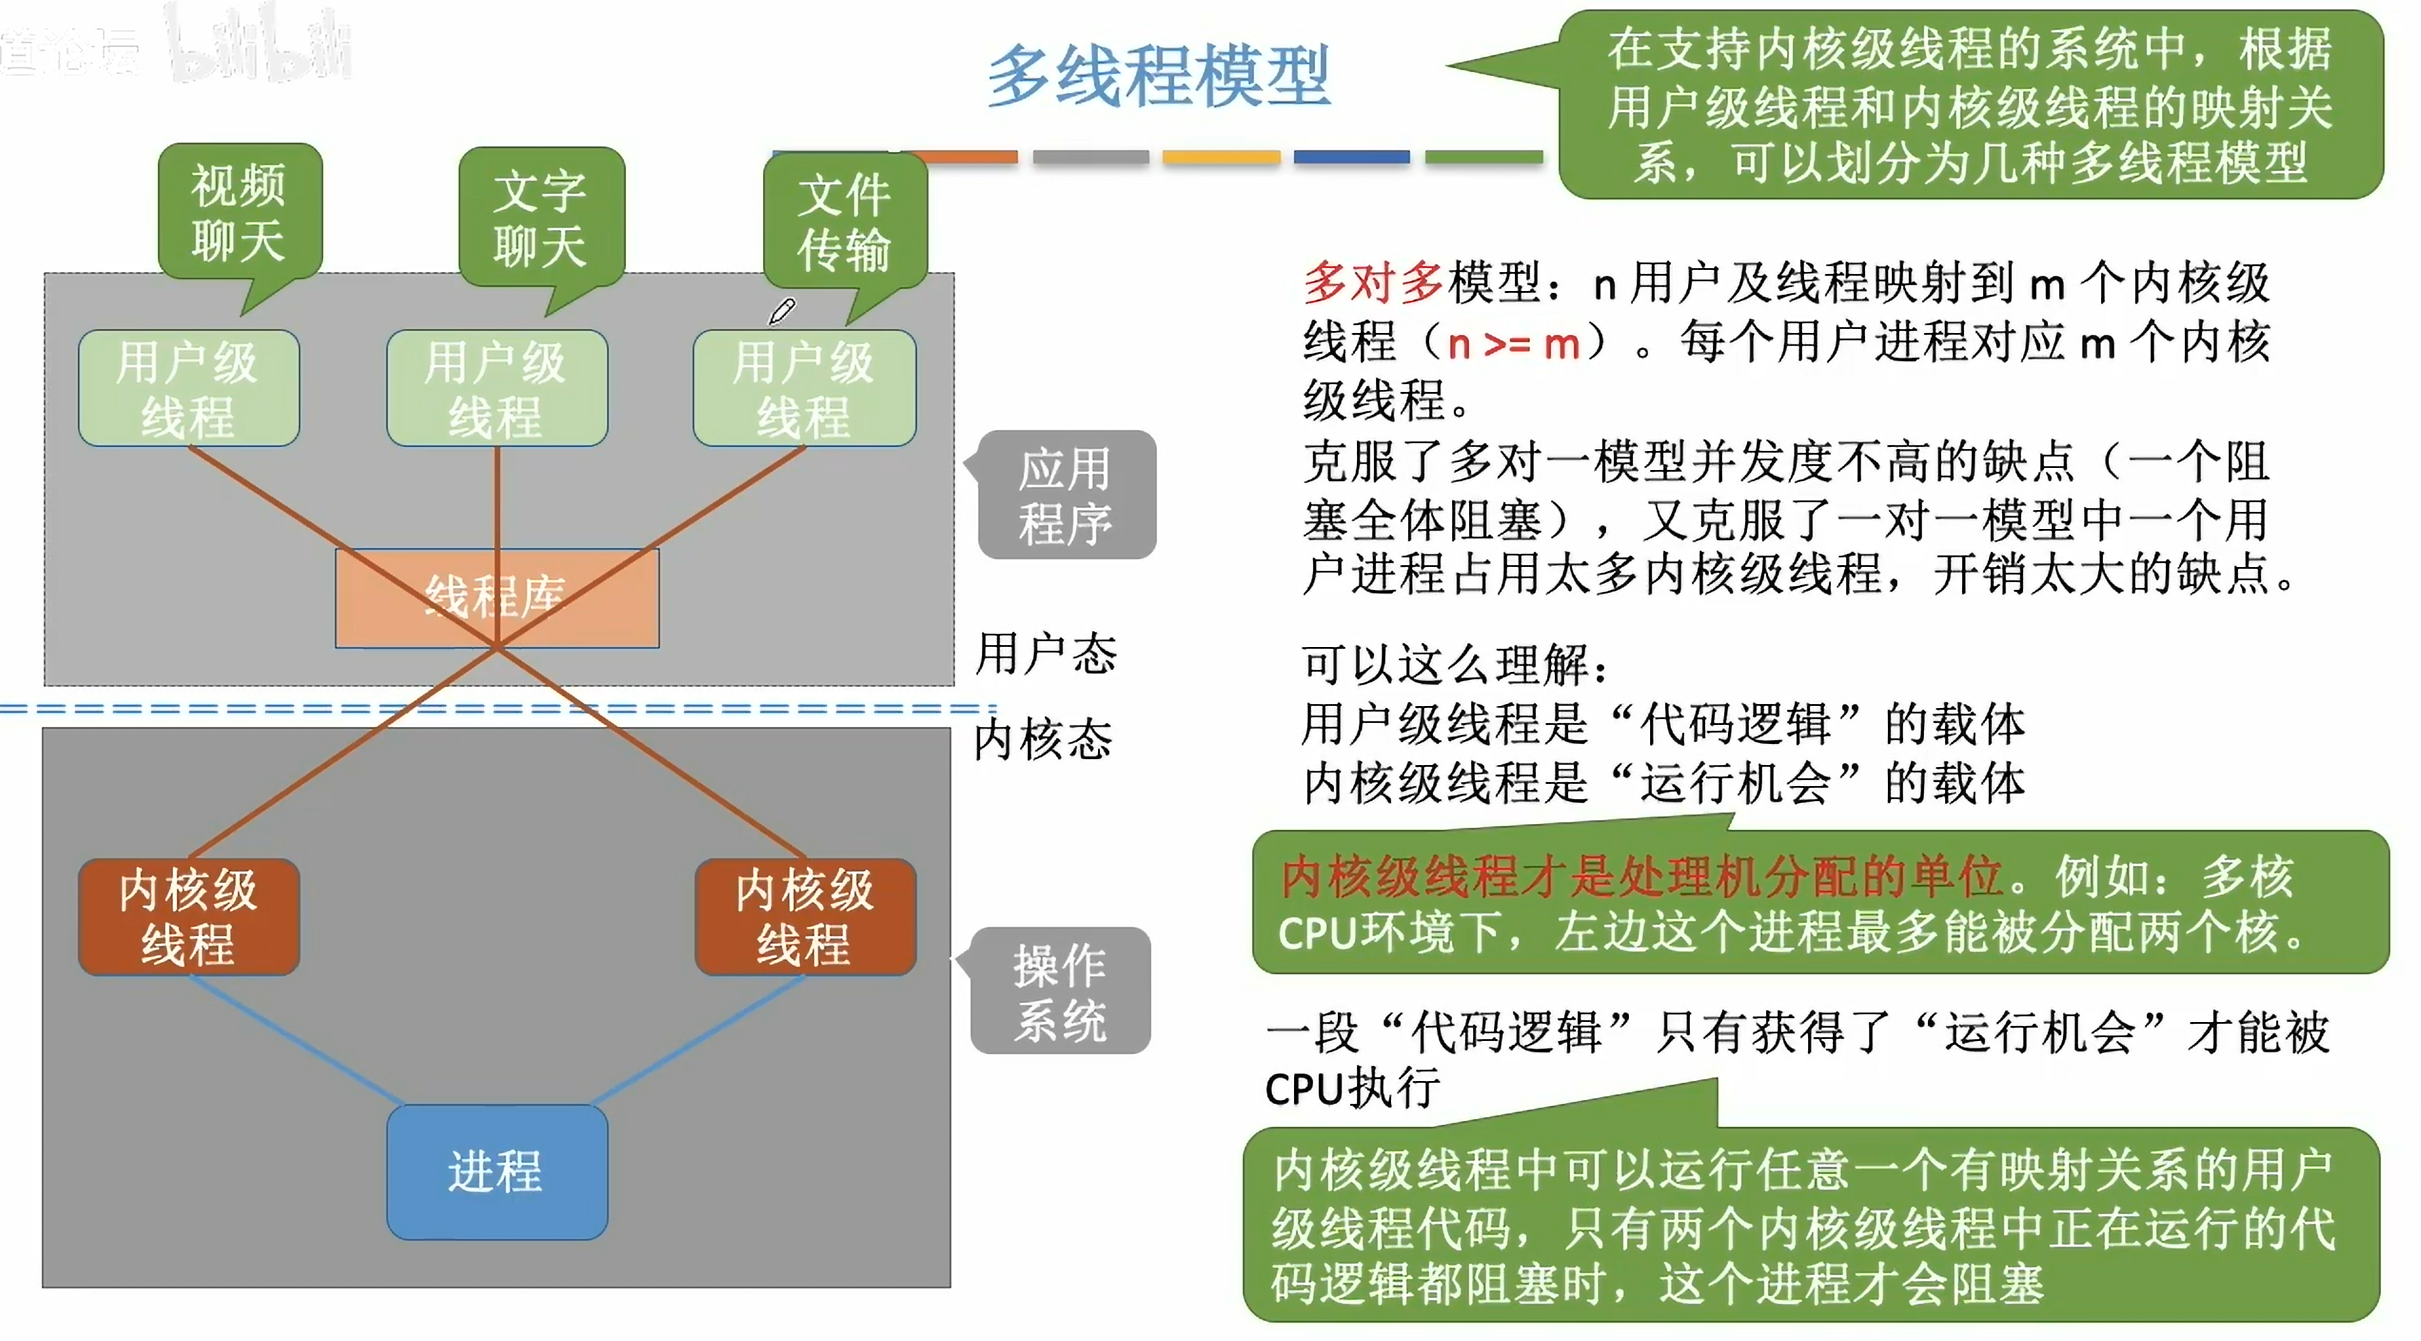 道论坛 bilibili
多线程模型
在支持内核级线程的系统中，根据
用户级线程和内核级线程的映射关
系，可以划分为几种多线程模型
视频
聊天
文字
聊天
文件
传输
用户级
线程
用户级
线程
用户级
线程
线程库
应用
程序
用户态
内核态
内核级
线程
内核级
线程
操作
系统
进程
多对多模型：n 用户及线程映射到 m 个内核级
线程（n >= m）。每个用户进程对应 m 个内核
级线程。
克服了多对一模型并发度不高的缺点（一个阻
塞全体阻塞），又克服了一对一模型中一个用
户进程占用太多内核级线程，开销太大的缺点。
可以这么理解：
用户级线程是“代码逻辑”的载体
内核级线程是“运行机会”的载体
内核级线程才是处理机分配的单位。例如：多核
CPU环境下，左边这个进程最多能被分配两个核。
一段“代码逻辑”只有获得了“运行机会”才能被
CPU执行
内核级线程中可以运行任意一个有映射关系的用户
级线程代码，只有两个内核级线程中正在运行的代
码逻辑都阻塞时，这个进程才会阻塞